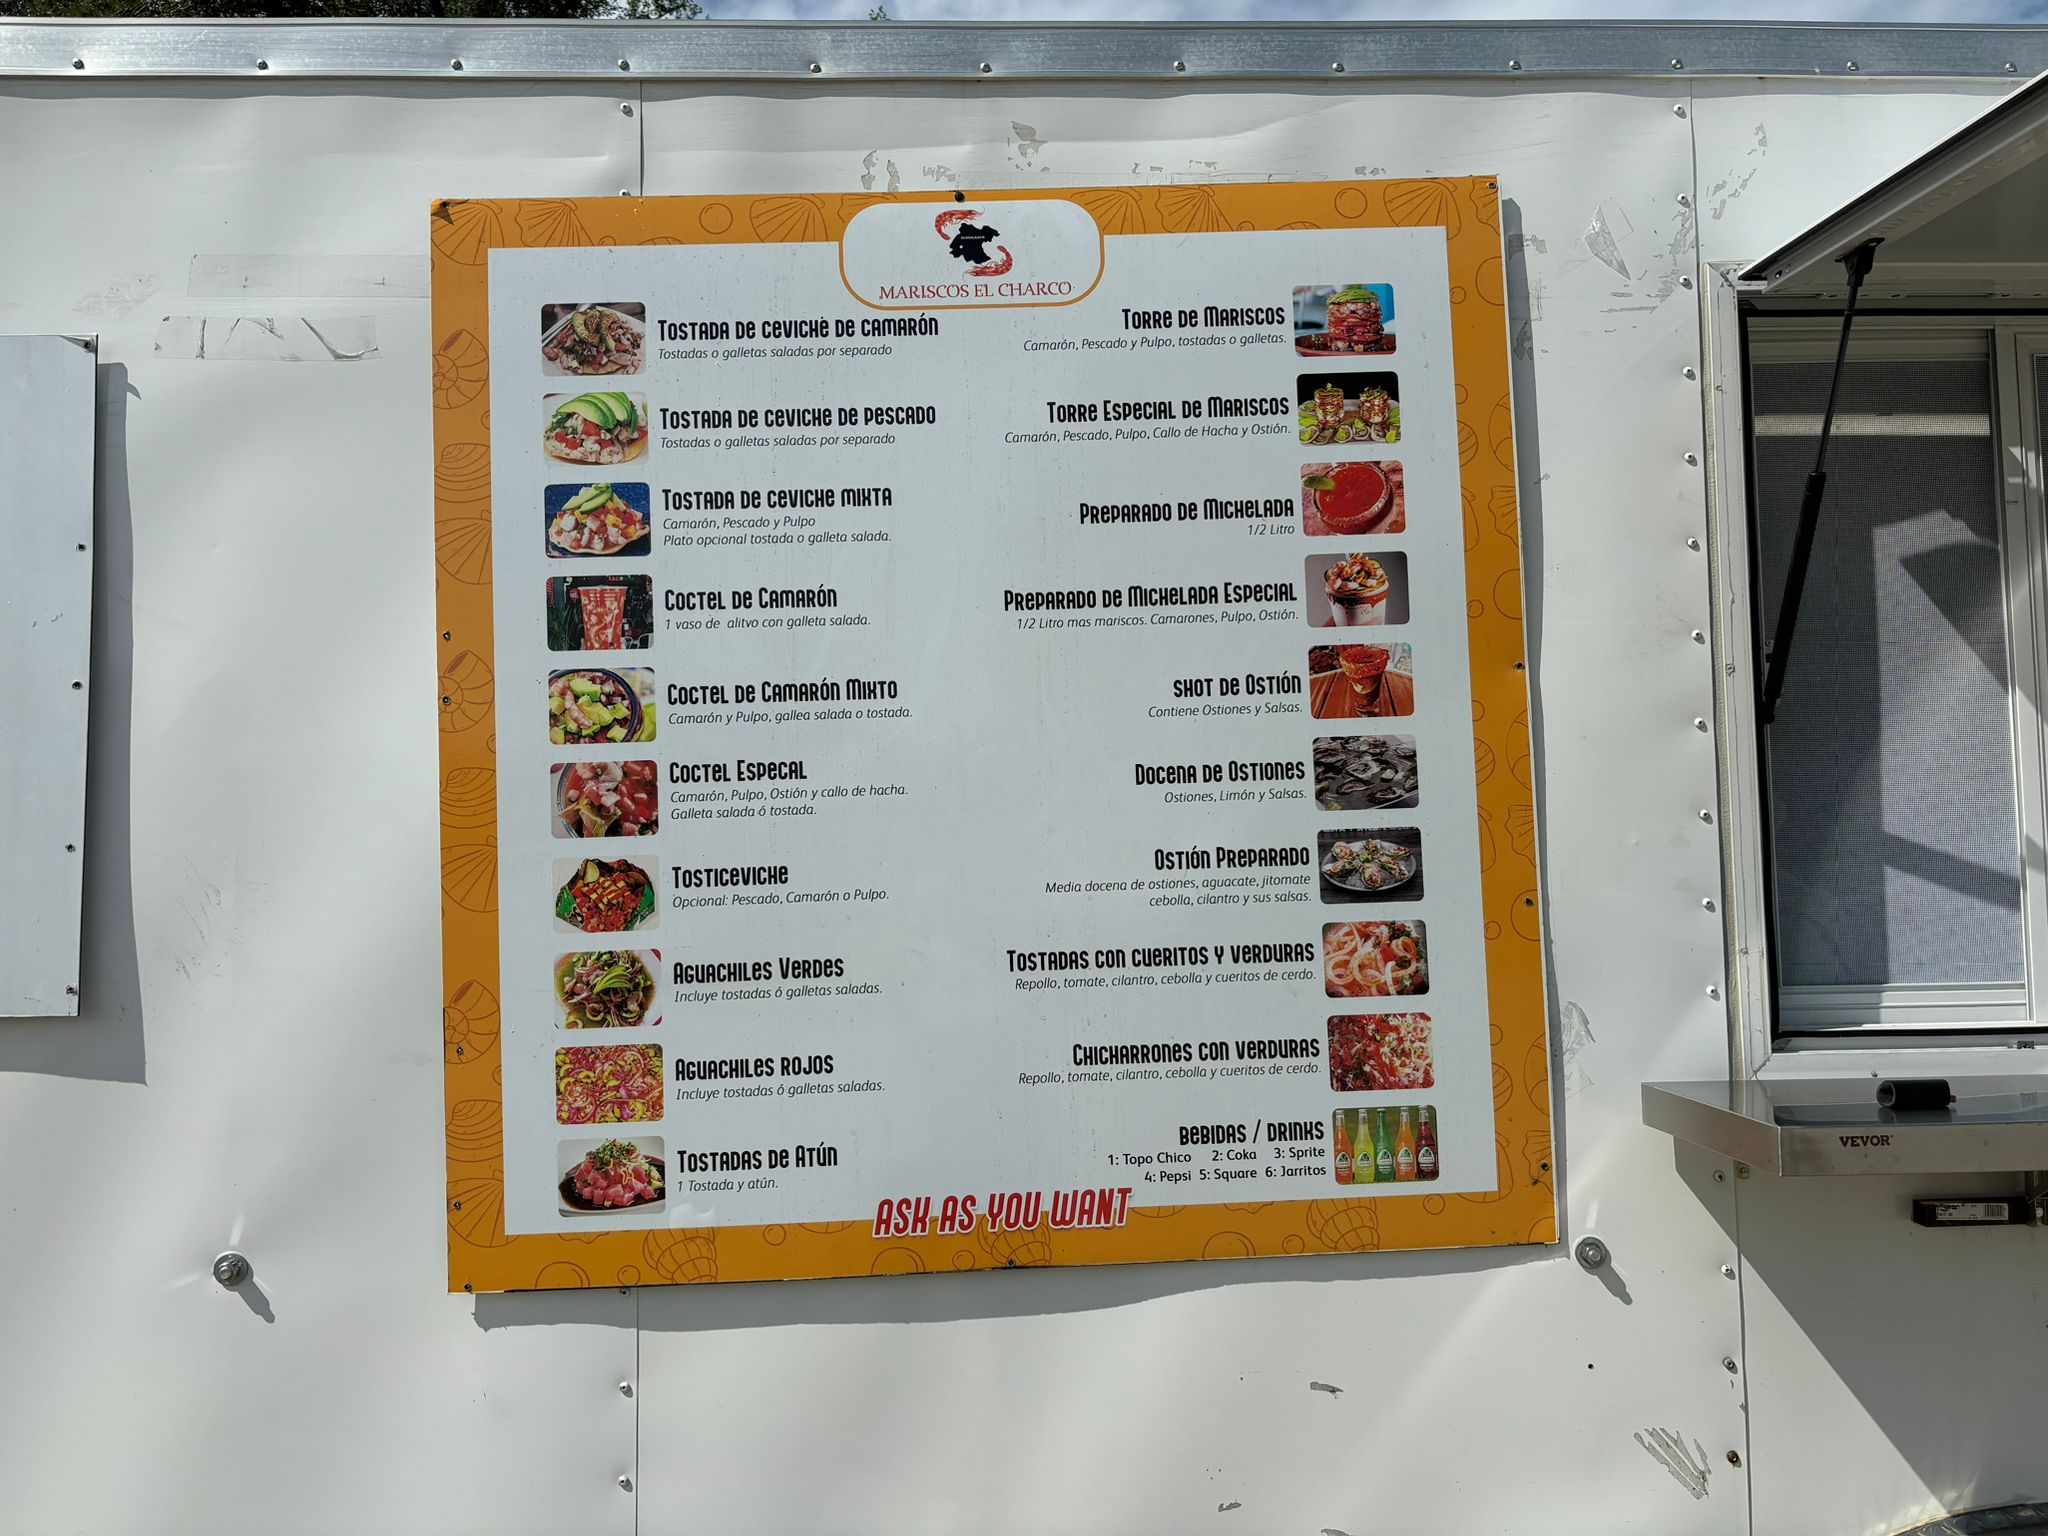 MARISCOS EL CHARCO
TOSTADA DE CEVICHE DE CAMARÓN
Tostadas o galletas saladas por separado
TOSTADA DE CEVICHE DE PESCADO
Tostadas o galletas saladas por separado
TOSTADA DE CEVICHE MIXTA
Camarón, Pescado y Pulpo
Plato opcional tostada o galleta salada.
COCTEL DE CAMARÓN
1 vaso de alitvo con galleta salada.
COCTEL DE CAMARÓN MIXTO
Camarón y Pulpo, gallea salada o tostada.
COCTEL ESPECAL
Camarón, Pulpo, Ostión y callo de hacha.
Galleta salada ó tostada.
TOSTICEVICHE
Opcional: Pescado, Camarón o Pulpo.
AGUACHILES VERDES
Incluye tostadas ó galletas saladas.
AGUACHILES ROJOS
Incluye tostadas ó galletas saladas.
TOSTADAS DE ATÚN
1 Tostada y atún.
TORRE DE MARISCOS
Camarón, Pescado y Pulpo, tostadas o galletas.
TORRE ESPECIAL DE MARISCOS
Camarón, Pescado, Pulpo, Callo de Hacha y Ostión.
PREPARADO DE MICHELADA
1/2 Litro
PREPARADO DE MICHELADA ESPECIAL
1/2 Litro mas mariscos. Camarones, Pulpo, Ostión.
SHOT DE OSTIÓN
Contiene Ostiones y Salsas.
DOCENA DE OSTIONES
Ostiones, Limón y Salsas.
OSTIÓN PREPARADO
Media docena de ostiones, aguacate, jitomate
cebolla, cilantro y sus salsas.
TOSTADAS CON CUERITOS Y VERDURAS
Repollo, tomate, cilantro, cebolla y cueritos de cerdo.
CHICHARRONES CON VERDURAS
Repollo, tomate, cilantro, cebolla y cueritos de cerdo.
BEBIDAS / DRINKS
1: Topo Chico 2: Coka 3: Sprite
4: Pepsi 5: Square 6: Jarritos
ASK AS YOU WANT
VEVOR